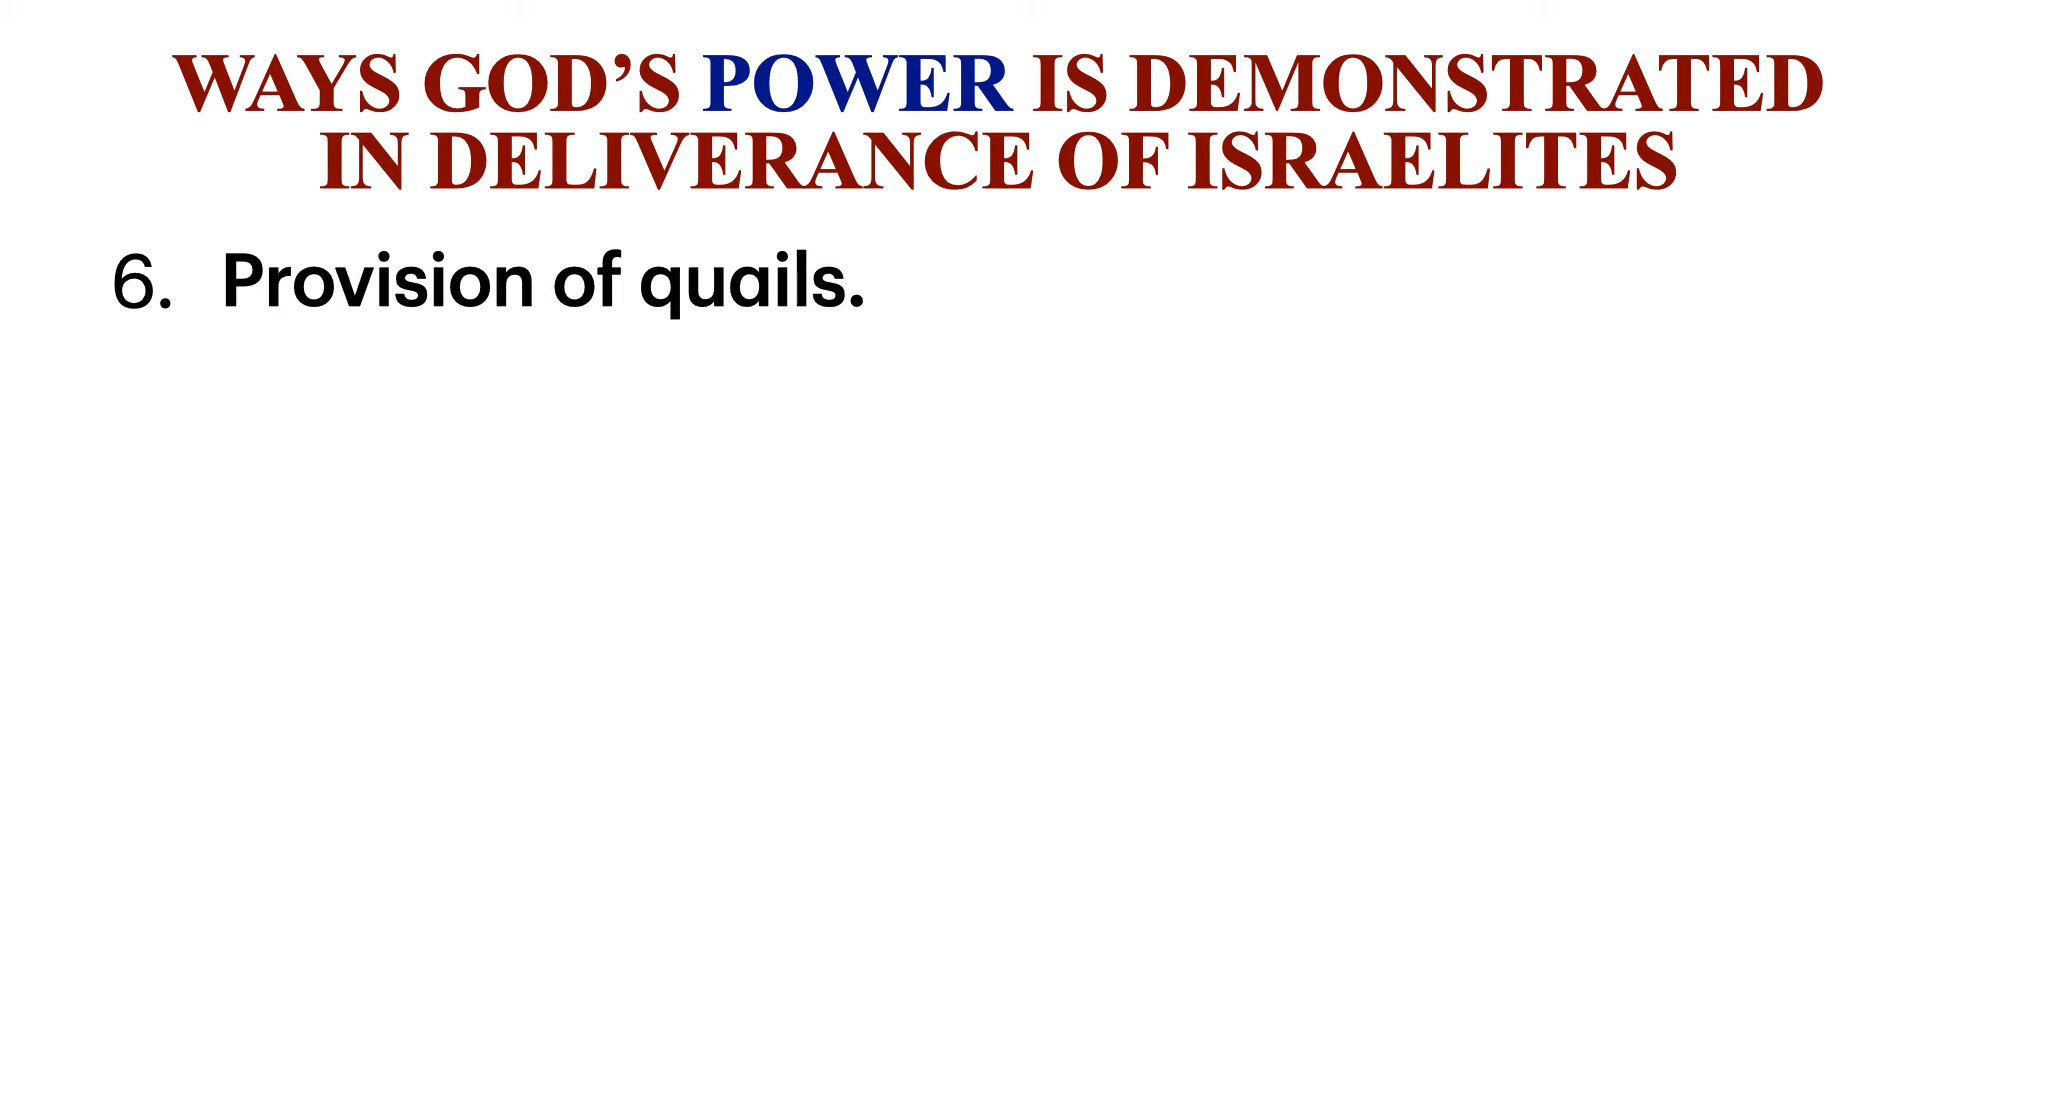 WAYS GOD’S POWER IS DEMONSTRATED
IN DELIVERANCE OF ISRAELITES
6. Provision of quails.